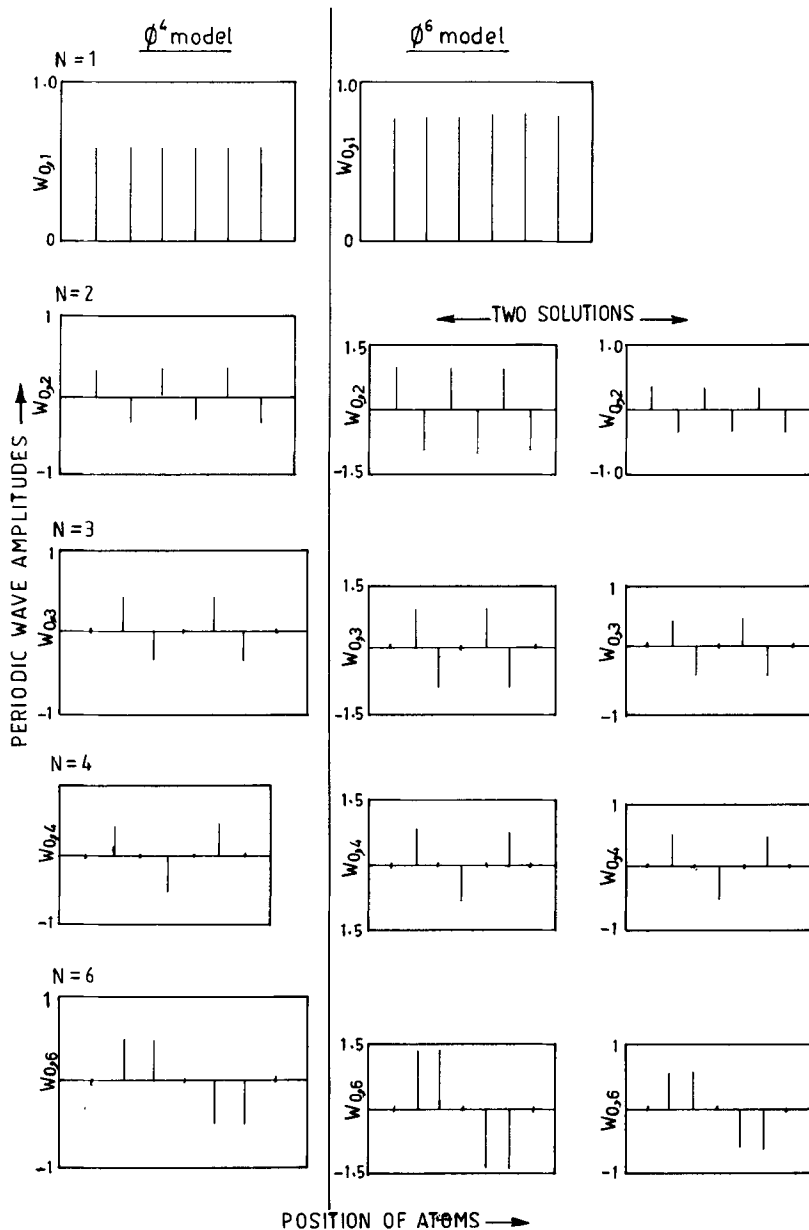 ϕ⁴ model
ϕ⁶ model
N = 1
1.0
W0,1
0
W0,1
0
N=2
← TWO SOLUTIONS →
1
W0,2
-1
1.5
W0,2
-1.5
1.0
W0,2
-1.0
PERIODIC WAVE AMPLITUDES →
N = 3
1
W0,3
-1
1.5
W0,3
-1.5
1
W0,3
-1
N = 4
W0,4
-1
1.5
W0,4
1.5
1
W0,4
-1
N = 6
1
W0,6
-1
1.5
W0,6
-1.5
1
W0,6
-1
POSITION OF ATOMS →